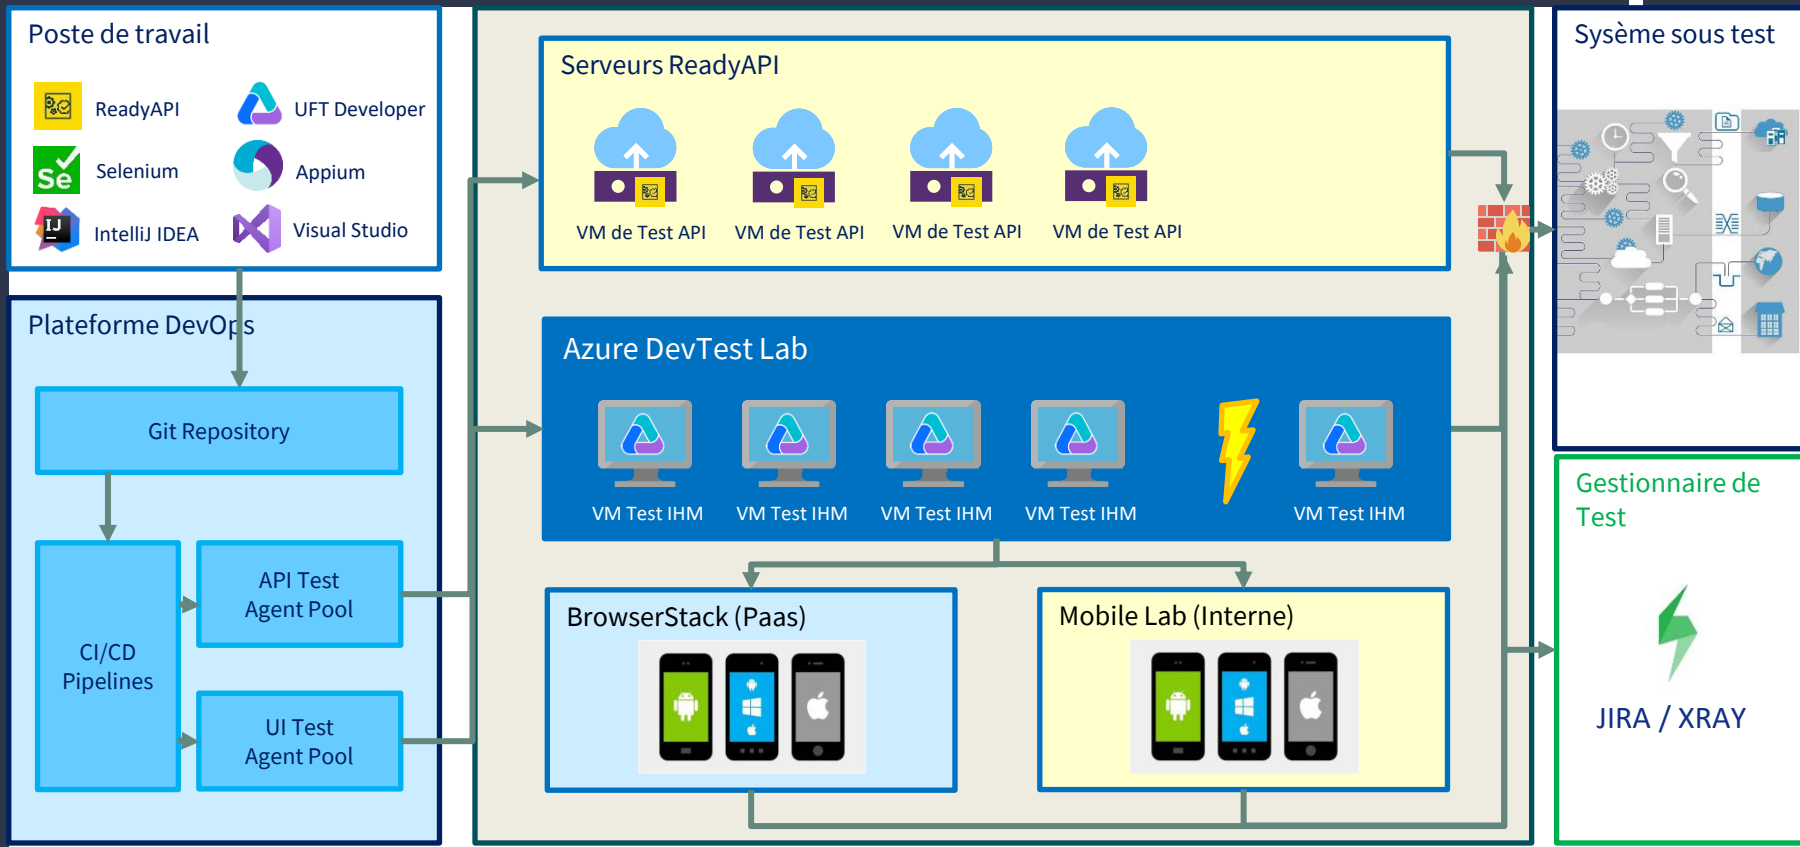 Poste de travail
ReadyAPI
UFT Developer
Se
Selenium
Appium
IJ
IntelliJ IDEA
Visual Studio
Plateforme DevOps
Git Repository
CI/CD
Pipelines
API Test
Agent Pool
UI Test
Agent Pool
Serveurs ReadyAPI
VM de Test API
VM de Test API
VM de Test API
VM de Test API
Azure DevTest Lab
VM Test IHM
VM Test IHM
VM Test IHM
VM Test IHM
VM Test IHM
BrowserStack (Paas)
Mobile Lab (Interne)
Sysème sous test
Gestionnaire de
Test
JIRA / XRAY